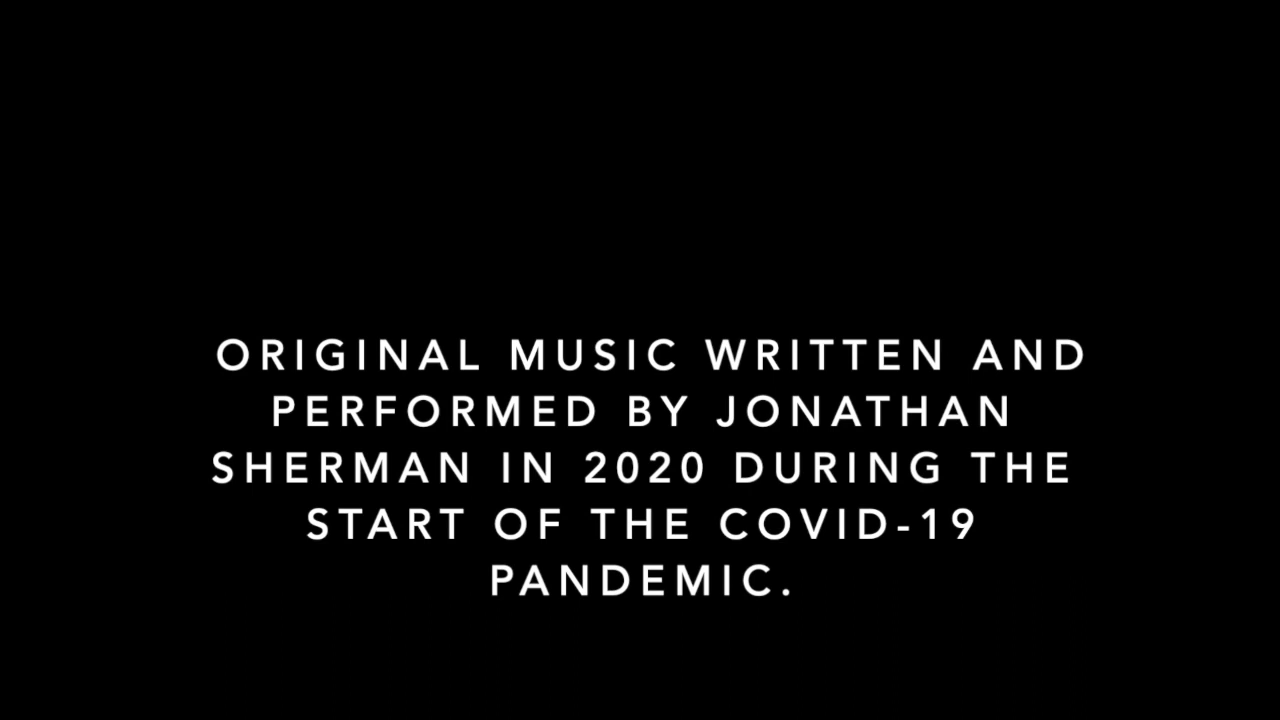 ORIGINAL MUSIC WRITTEN AND
PERFORMED BY JONATHAN
SHERMAN IN 2020 DURING THE
START OF THE COVID-19
PANDEMIC.